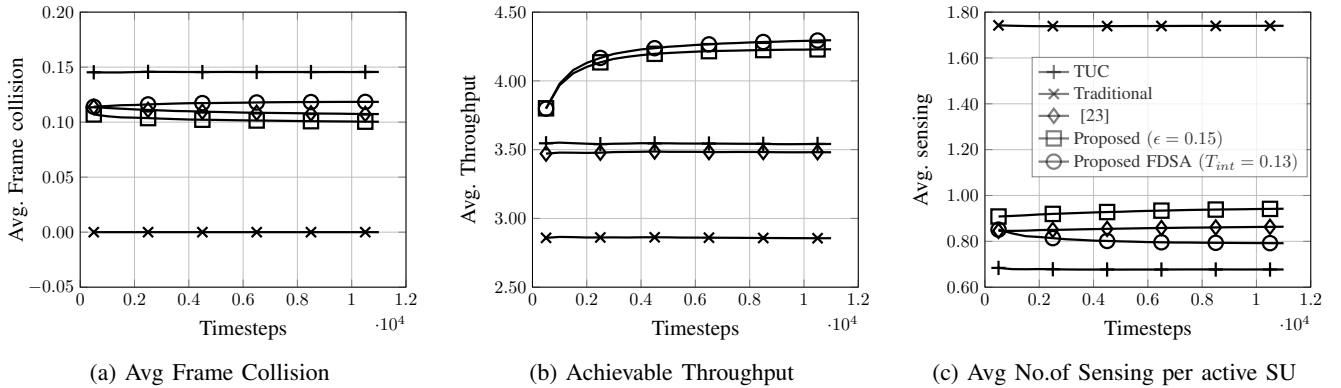 0.20
0.15
0.10
0.05
0.00
−0.05
Avg. Frame collision
0 0.2 0.4 0.6 0.8 1 1.2
Timesteps
·10⁴
(a) Avg Frame Collision
4.50
4.00
3.50
3.00
2.50
Avg. Throughput
0 0.2 0.4 0.6 0.8 1 1.2
Timesteps
·10⁴
(b) Achievable Throughput
1.80
1.60
1.40
1.20
1.00
0.80
0.60
Avg. sensing
TUC
Traditional
[23]
Proposed (ϵ = 0.15)
Proposed FDSA (T_int = 0.13)
0 0.2 0.4 0.6 0.8 1 1.2
Timesteps
·10⁴
(c) Avg No.of Sensing per active SU